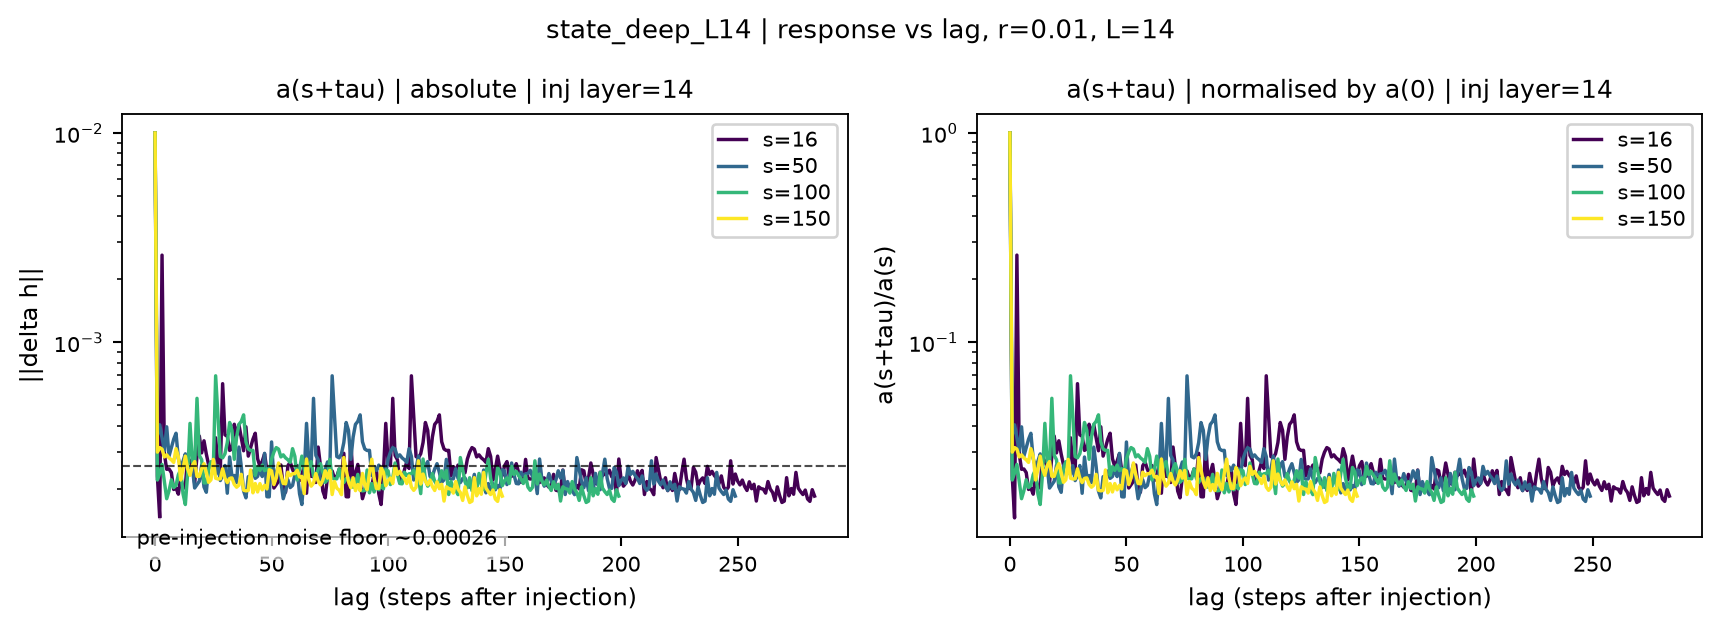 state_deep_L14 | response vs lag, r=0.01, L=14
a(s+tau) | absolute | inj layer=14
||delta h||
10⁻²
10⁻³
s=16
s=50
s=100
s=150
pre-injection noise floor ~0.00026
0 50 100 150 200 250
lag (steps after injection)
a(s+tau) | normalised by a(0) | inj layer=14
a(s+tau)/a(s)
10⁰
10⁻¹
s=16
s=50
s=100
s=150
0 50 100 150 200 250
lag (steps after injection)